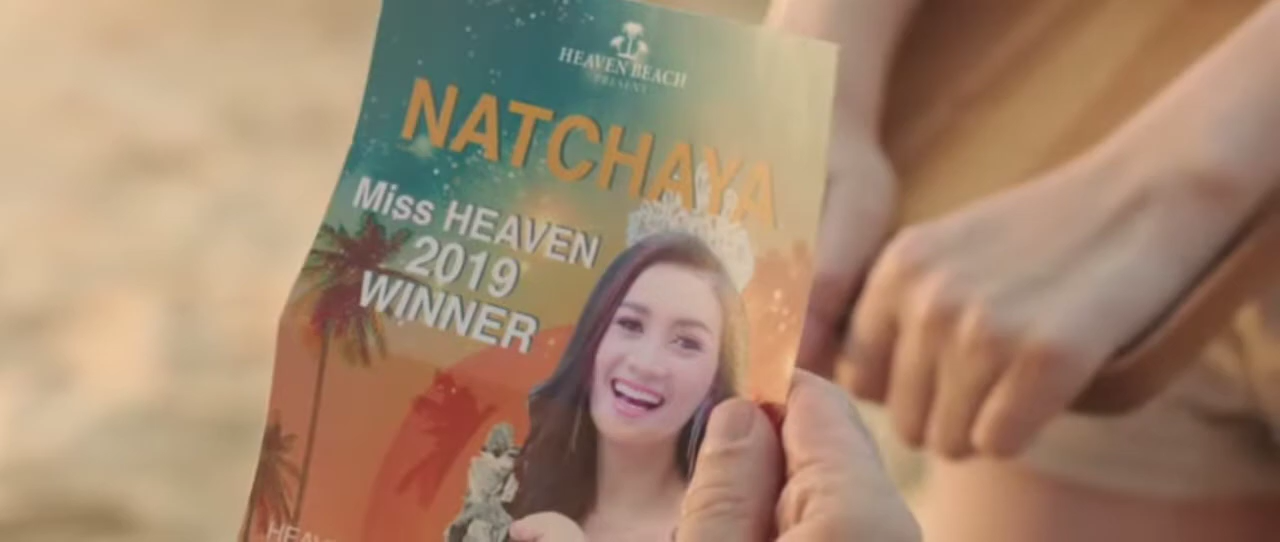 HEAVEN BEACH
PRESENT
NATCHAYA
Miss HEAVEN
2019
WINNER